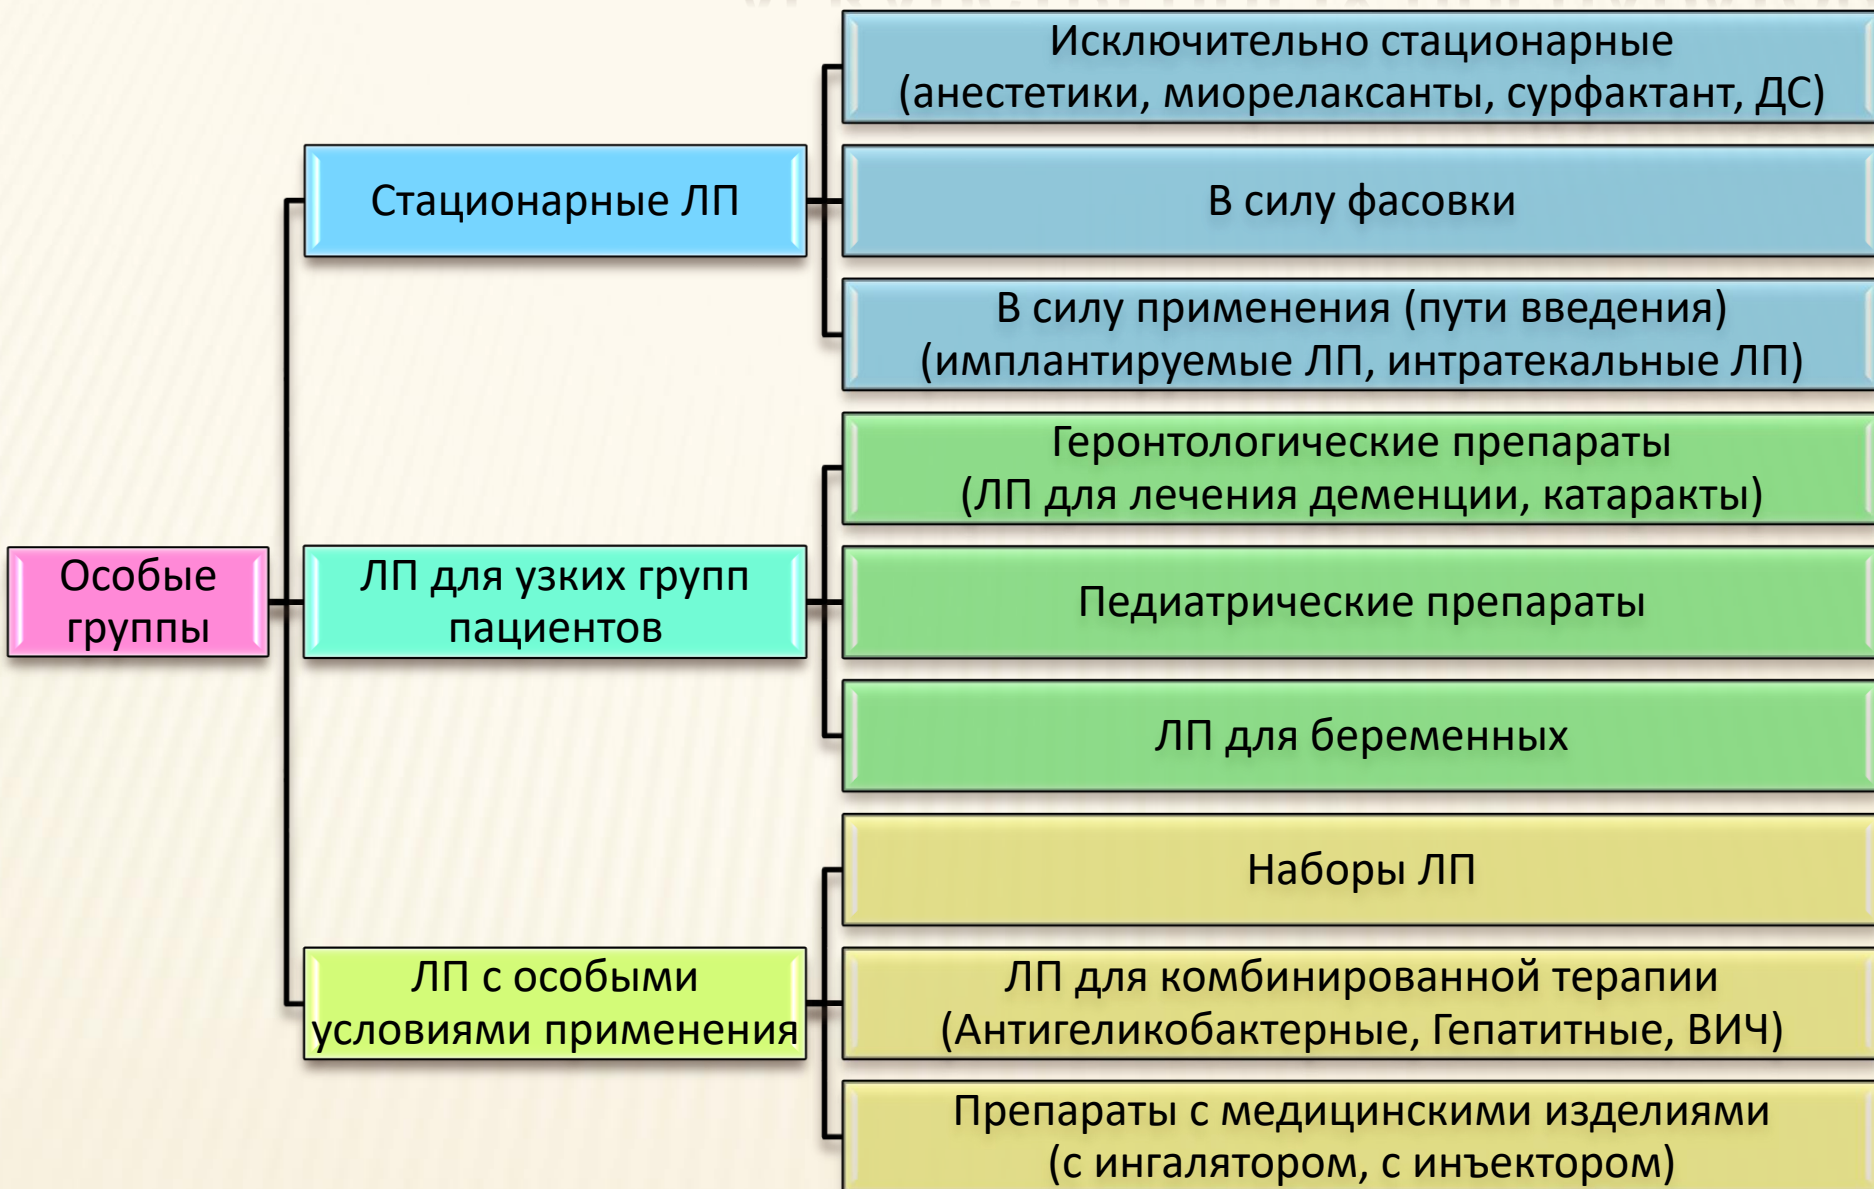 Особые
группы
Стационарные ЛП
Исключительно стационарные
(анестетики, миорелаксанты, сурфактант, ДС)
В силу фасовки
В силу применения (пути введения)
(имплантируемые ЛП, интратекальные ЛП)
ЛП для узких групп
пациентов
Геронтологические препараты
(ЛП для лечения деменции, катаракты)
Педиатрические препараты
ЛП для беременных
ЛП с особыми
условиями применения
Наборы ЛП
ЛП для комбинированной терапии
(Антигеликобактерные, Гепатитные, ВИЧ)
Препараты с медицинскими изделиями
(с ингалятором, с инъектором)